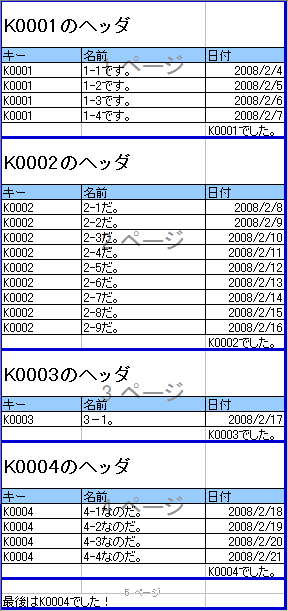 K0001のヘッダ
キー 名前 日付
K0001 1-1です。 2008/2/4
K0001 1-2です。 2008/2/5
K0001 1-3です。 2008/2/6
K0001 1-4です。 2008/2/7
K0001でした。
1 ページ
K0002のヘッダ
キー 名前 日付
K0002 2-1だ。 2008/2/8
K0002 2-2だ。 2008/2/9
K0002 2-3だ。 2008/2/10
K0002 2-4だ。 2008/2/11
K0002 2-5だ。 2008/2/12
K0002 2-6だ。 2008/2/13
K0002 2-7だ。 2008/2/14
K0002 2-8だ。 2008/2/15
K0002 2-9だ。 2008/2/16
K0002でした。
2 ページ
K0003のヘッダ
3 ページ
キー 名前 日付
K0003 3-1。 2008/2/17
K0003でした。
K0004のヘッダ
キー 名前 日付
K0004 4-1なのだ。 2008/2/18
K0004 4-2なのだ。 2008/2/19
K0004 4-3なのだ。 2008/2/20
K0004 4-4なのだ。 2008/2/21
K0004でした。
4 ページ
5 ページ
最後はK0004でした!